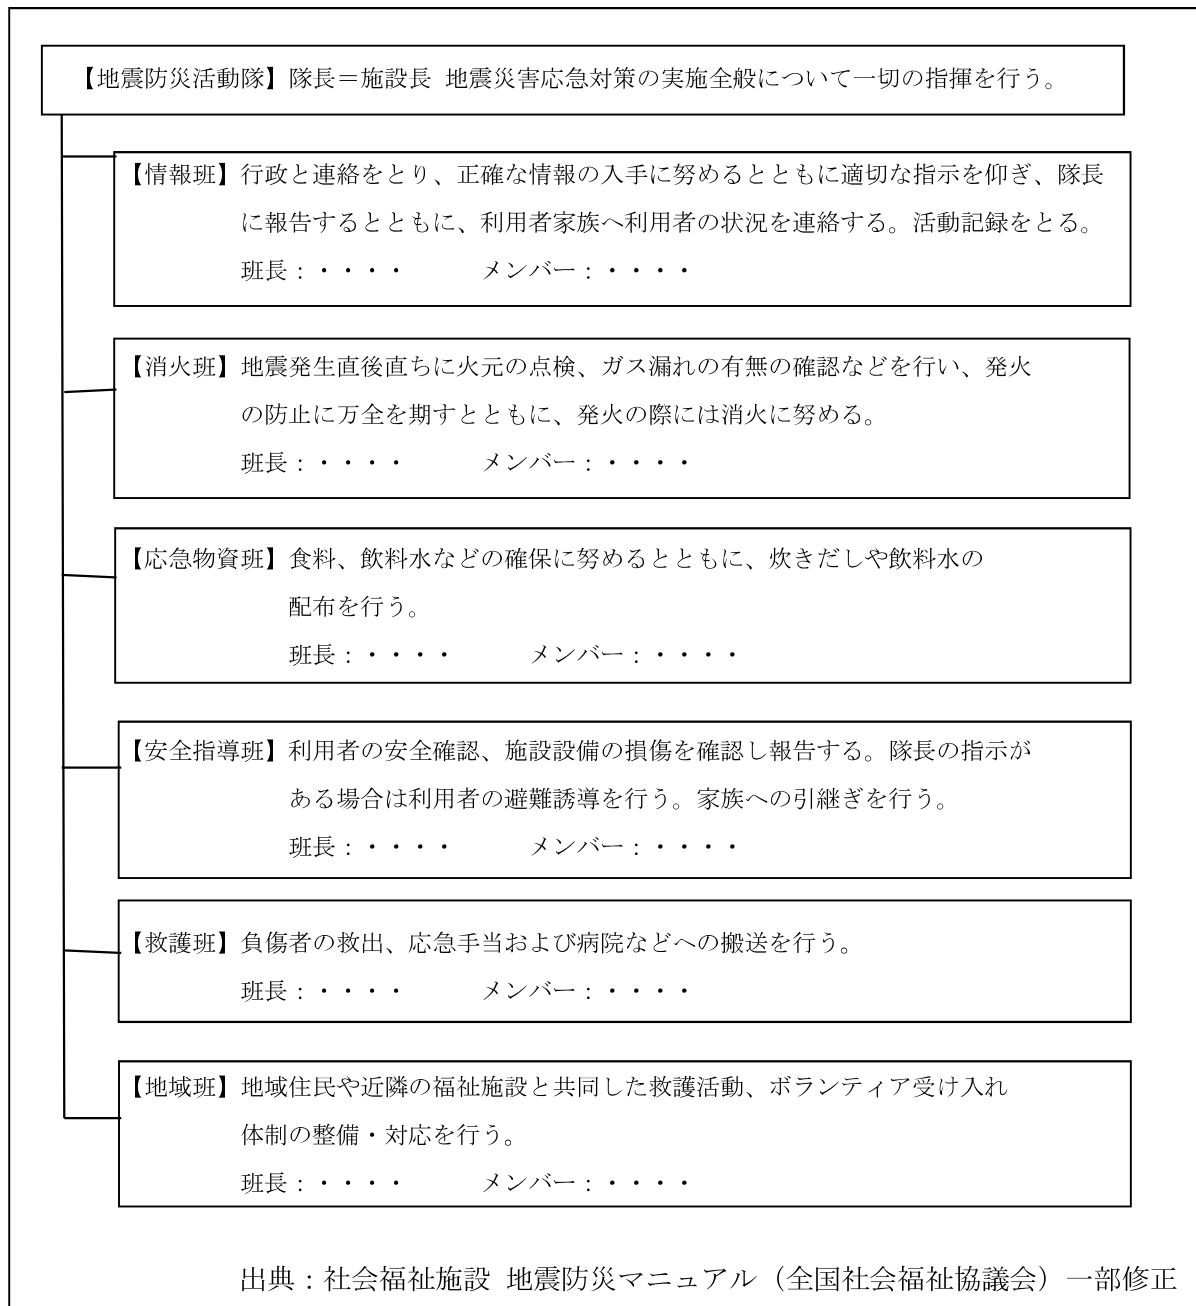 【地震防災活動隊】隊長＝施設長 地震災害応急対策の実施全般について一切の指揮を行う。
【情報班】行政と連絡をとり、正確な情報の入手に努めるとともに適切な指示を仰ぎ、隊長
に報告するとともに、利用者家族へ利用者の状況を連絡する。活動記録をとる。
班長：・・・・ メンバー：・・・・
【消火班】地震発生直後直ちに火元の点検、ガス漏れの有無の確認などを行い、発火
の防止に万全を期すとともに、発火の際には消火に努める。
班長：・・・・ メンバー：・・・・
【応急物資班】食料、飲料水などの確保に努めるとともに、炊きだしや飲料水の
配布を行う。
班長：・・・・ メンバー：・・・・
【安全指導班】利用者の安全確認、施設設備の損傷を確認し報告する。隊長の指示が
ある場合は利用者の避難誘導を行う。家族への引継ぎを行う。
班長：・・・・ メンバー：・・・・
【救護班】負傷者の救出、応急手当および病院などへの搬送を行う。
班長：・・・・ メンバー：・・・・
【地域班】地域住民や近隣の福祉施設と共同した救護活動、ボランティア受け入れ
体制の整備・対応を行う。
班長：・・・・ メンバー：・・・・
出典：社会福祉施設 地震防災マニュアル（全国社会福祉協議会）一部修正